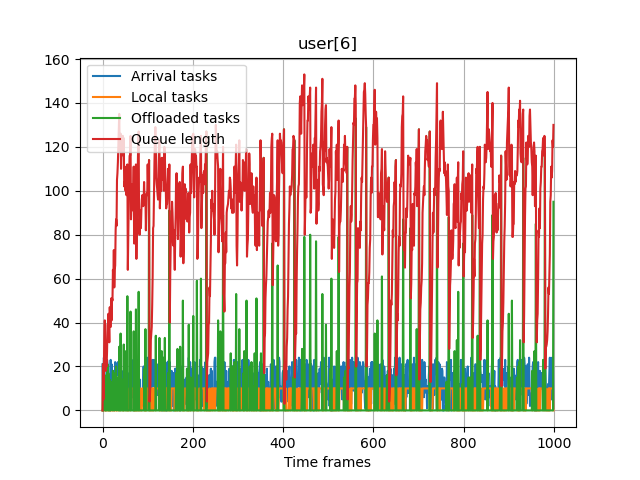 user[6]
160
140
120
100
80
60
40
20
0
Arrival tasks
Local tasks
Offloaded tasks
Queue length
0 200 400 600 800 1000
Time frames